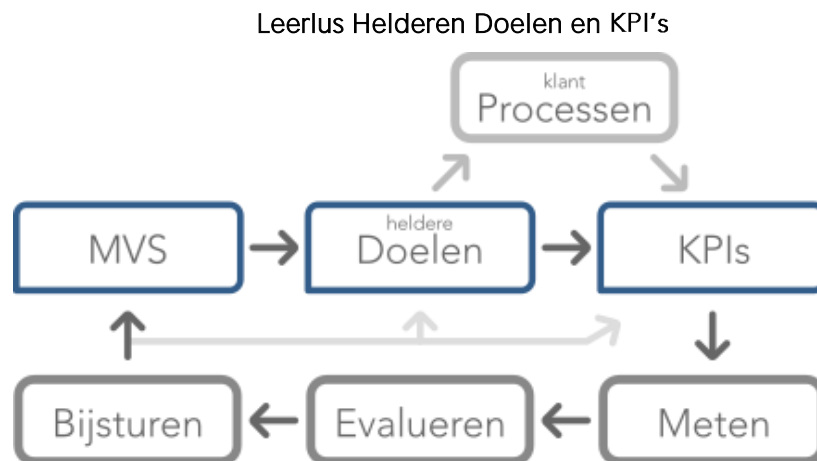 Leerlus Helderen Doelen en KPI's
klant
Processen
MVS
heldere
Doelen
KPIs
Bijsturen
Evalueren
Meten